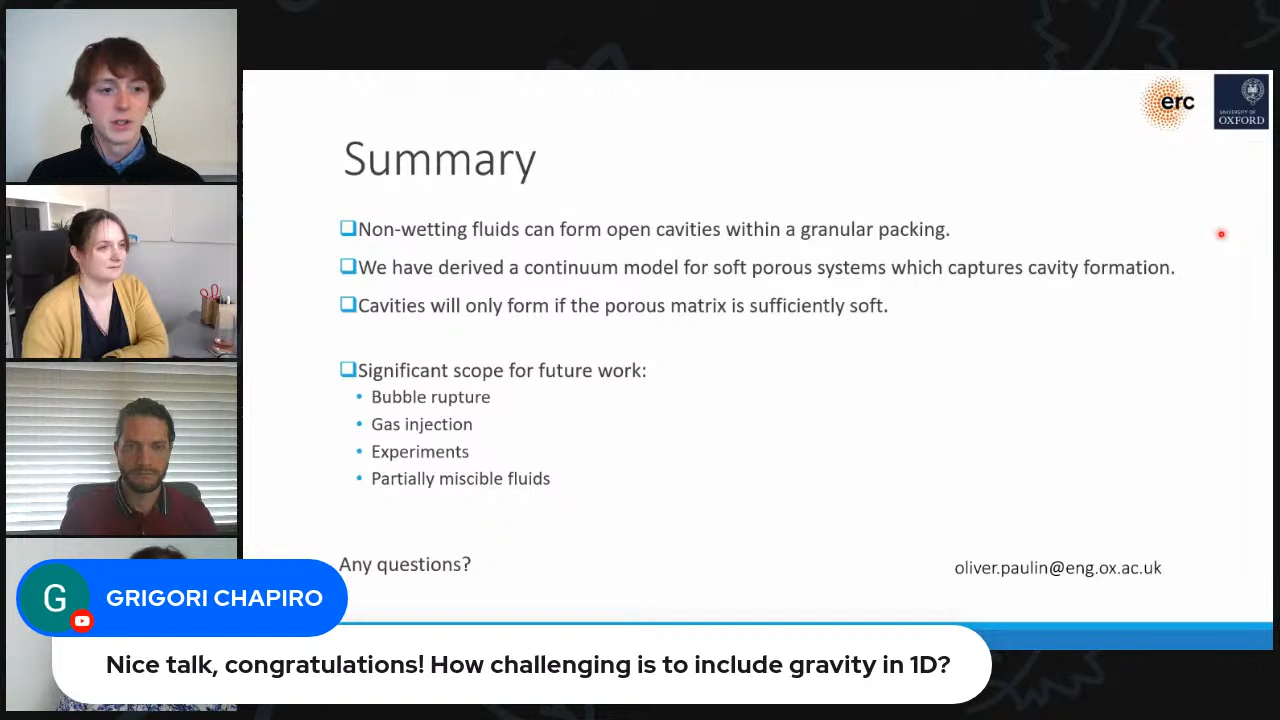 erc
UNIVERSITY OF
OXFORD
Summary
Non-wetting fluids can form open cavities within a granular packing.
We have derived a continuum model for soft porous systems which captures cavity formation.
Cavities will only form if the porous matrix is sufficiently soft.
Significant scope for future work:
• Bubble rupture
• Gas injection
• Experiments
• Partially miscible fluids
Any questions?
oliver.paulin@eng.ox.ac.uk
G
GRIGORI CHAPIRO
Nice talk, congratulations! How challenging is to include gravity in 1D?